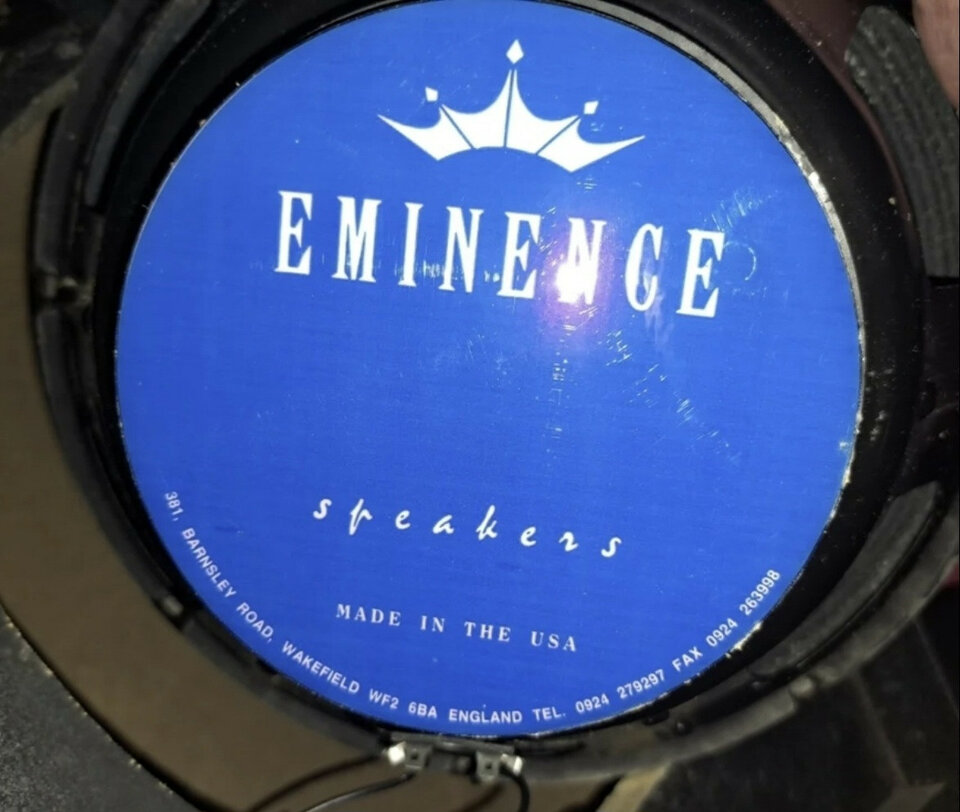 EMINENCE
speakers
MADE IN THE USA
381, BARNSLEY ROAD, WAKEFIELD WF2 6BA ENGLAND TEL. 0924 279297 FAX 0924 263998